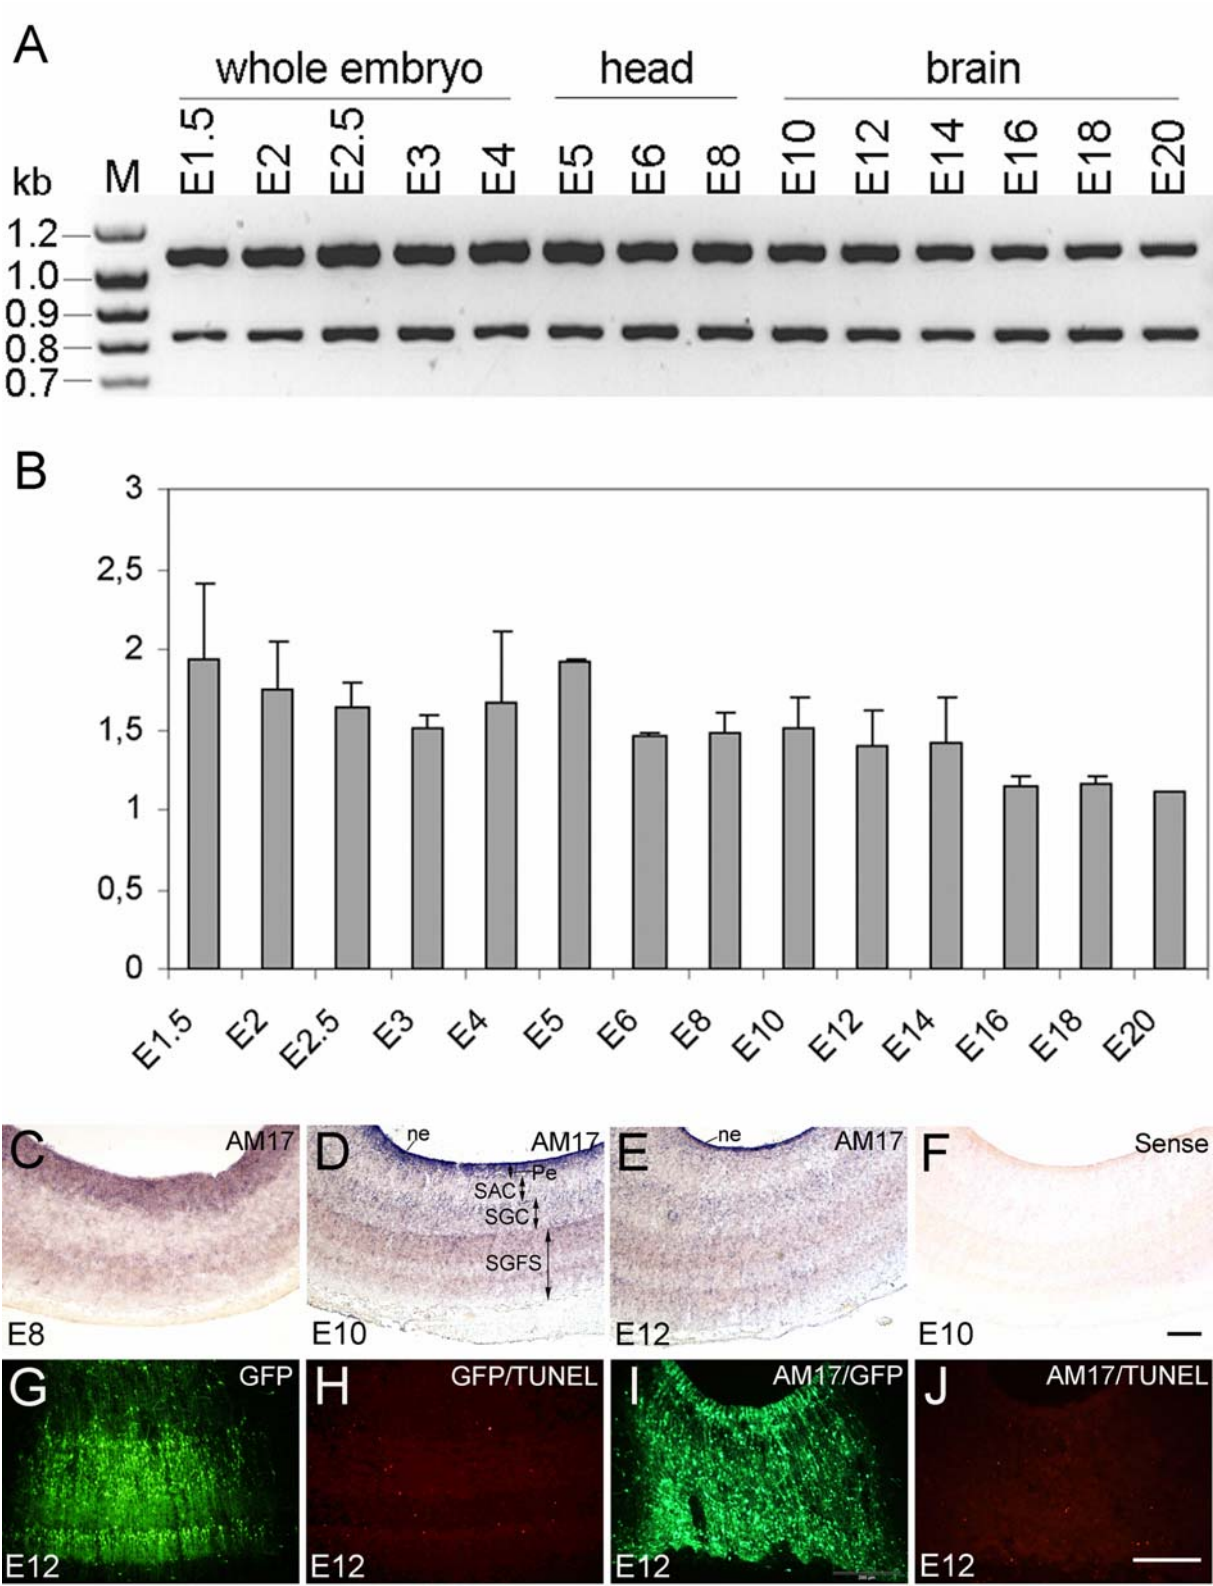 A
whole embryo head brain
kb M E1.5 E2 E2.5 E3 E4 E5 E6 E8 E10 E12 E14 E16 E18 E20
1.2
1.0
0.9
0.8
0.7
B
3
2,5
2
1,5
1
0,5
0
E1.5 E2 E2.5 E3 E4 E5 E6 E8 E10 E12 E14 E16 E18 E20
C AM17
E8
D ne AM17
Pe
SAC
SGC
SGFS
E10
E ne AM17
E12
F Sense
E10
G GFP
E12
H GFP/TUNEL
E12
I AM17/GFP
E12
J AM17/TUNEL
E12